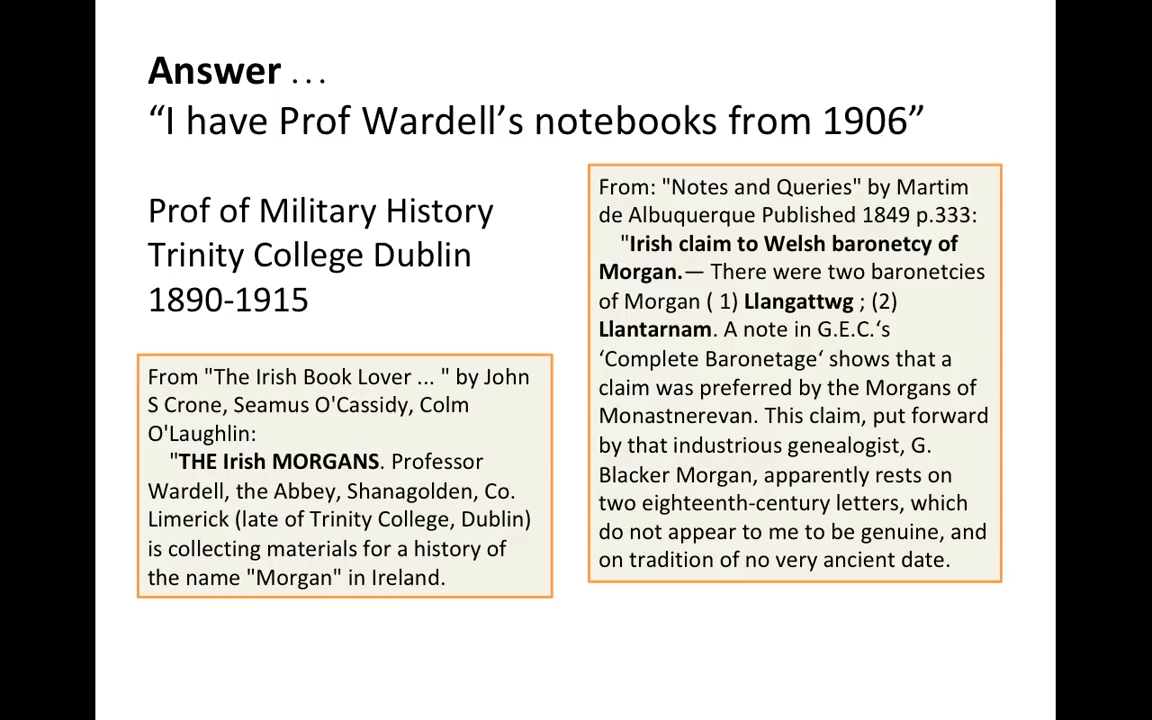 Answer ...
“I have Prof Wardell’s notebooks from 1906”
Prof of Military History
Trinity College Dublin
1890-1915
From "The Irish Book Lover ... " by John
S Crone, Seamus O'Cassidy, Colm
O'Laughlin:
"THE Irish MORGANS. Professor
Wardell, the Abbey, Shanagolden, Co.
Limerick (late of Trinity College, Dublin)
is collecting materials for a history of
the name "Morgan" in Ireland.
From: "Notes and Queries" by Martim
de Albuquerque Published 1849 p.333:
"Irish claim to Welsh baronetcy of
Morgan.— There were two baronetcies
of Morgan ( 1) Llangattwg ; (2)
Llantarnam. A note in G.E.C.‘s
‘Complete Baronetage‘ shows that a
claim was preferred by the Morgans of
Monastnerevan. This claim, put forward
by that industrious genealogist, G.
Blacker Morgan, apparently rests on
two eighteenth-century letters, which
do not appear to me to be genuine, and
on tradition of no very ancient date.